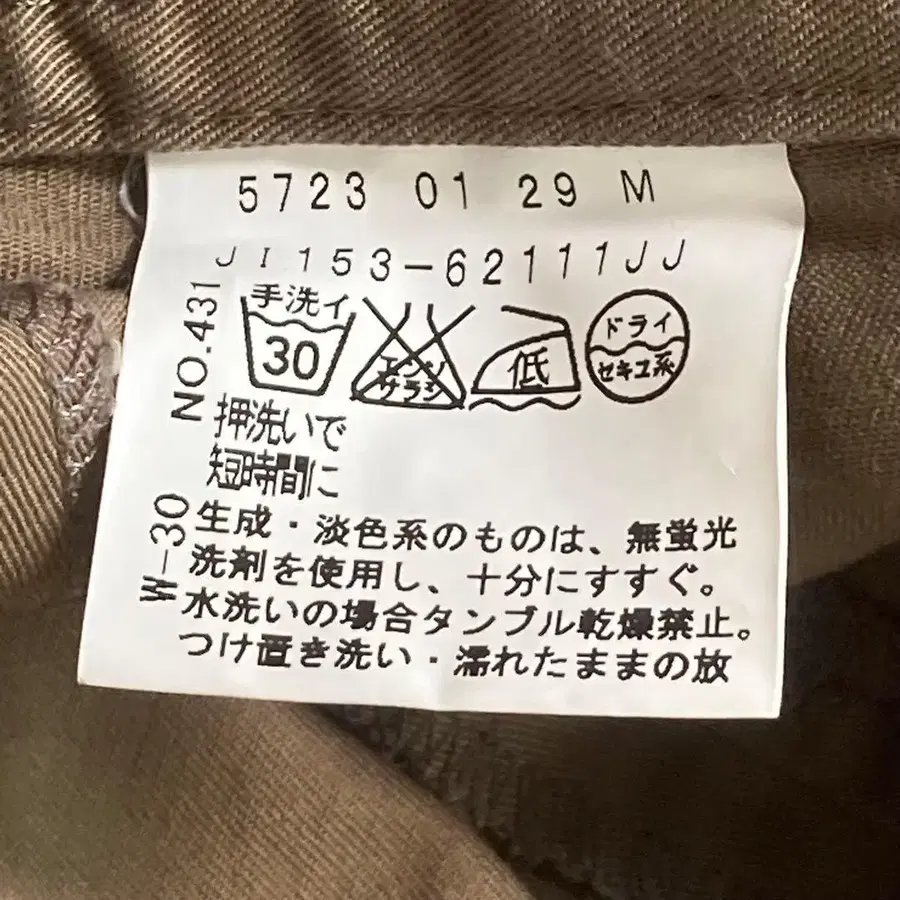 5723 01 29 M
JI153-62111JJ
NO.431
手洗イ
30
エンソ
サラシ
低
ドライ
セキユ系
押洗いで
短時間に
W-30
生成・淡色系のものは、無蛍光
洗剤を使用し、十分にすすぐ。
水洗いの場合タンブル乾燥禁止。
つけ置き洗い・濡れたままの放